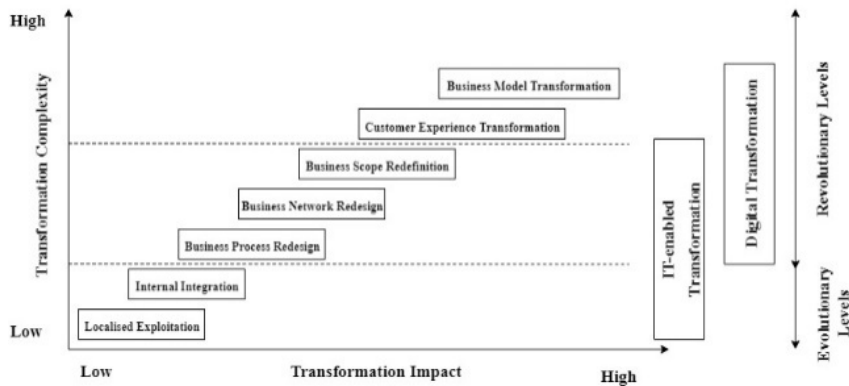 High
Business Model Transformation
Customer Experience Transformation
Business Scope Redefinition
Business Network Redesign
Business Process Redesign
Internal Integration
Localised Exploitation
Low
Transformation Complexity
Low
Transformation Impact
High
IT-enabled
Transformation
Digital Transformation
Revolutionary Levels
Evolutionary
Levels